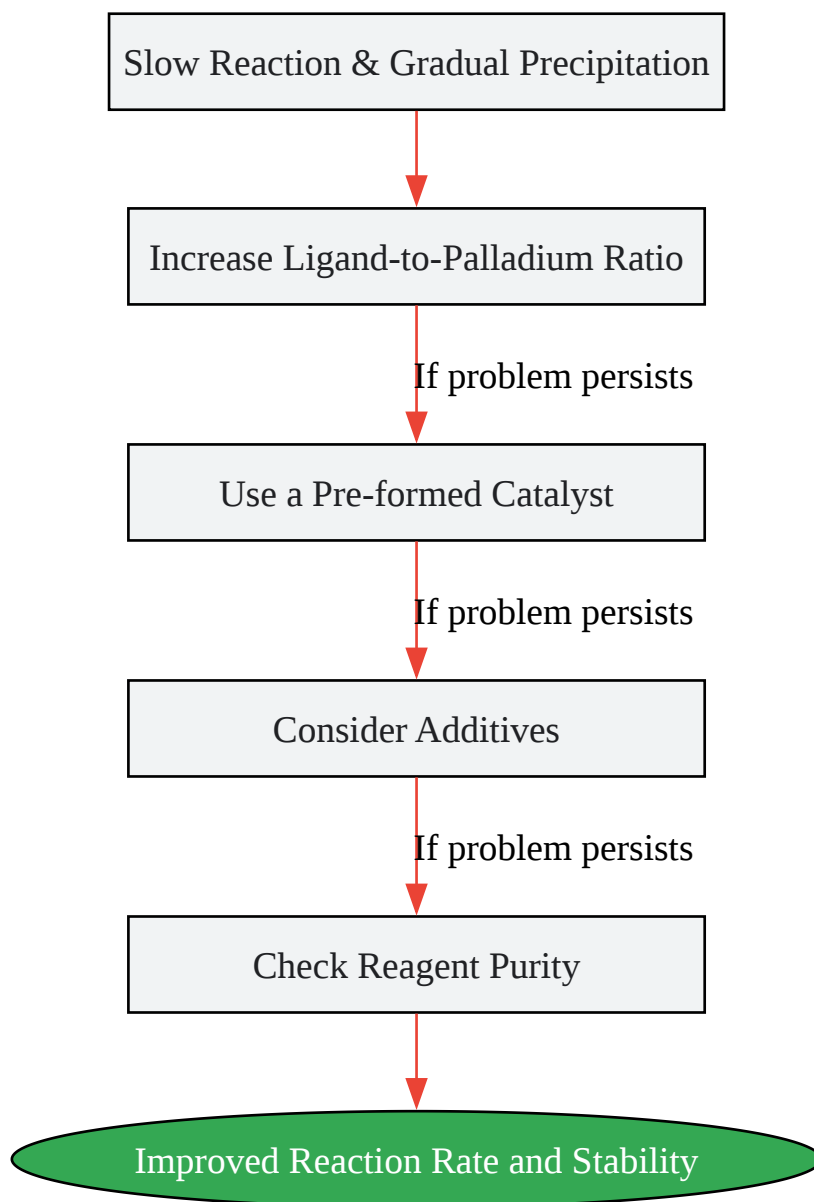 Slow Reaction & Gradual Precipitation
Increase Ligand-to-Palladium Ratio
If problem persists
Use a Pre-formed Catalyst
If problem persists
Consider Additives
If problem persists
Check Reagent Purity
Improved Reaction Rate and Stability